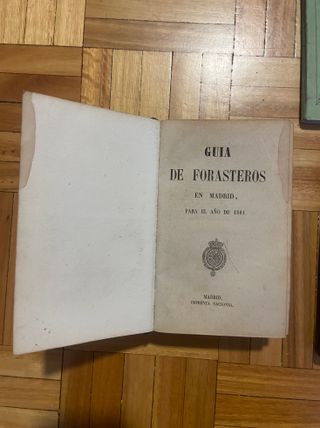 GUIA
DE FORASTEROS
EN MADRID,
PARA EL AÑO DE 1841
MADRID,
IMPRENTA NACIONAL.